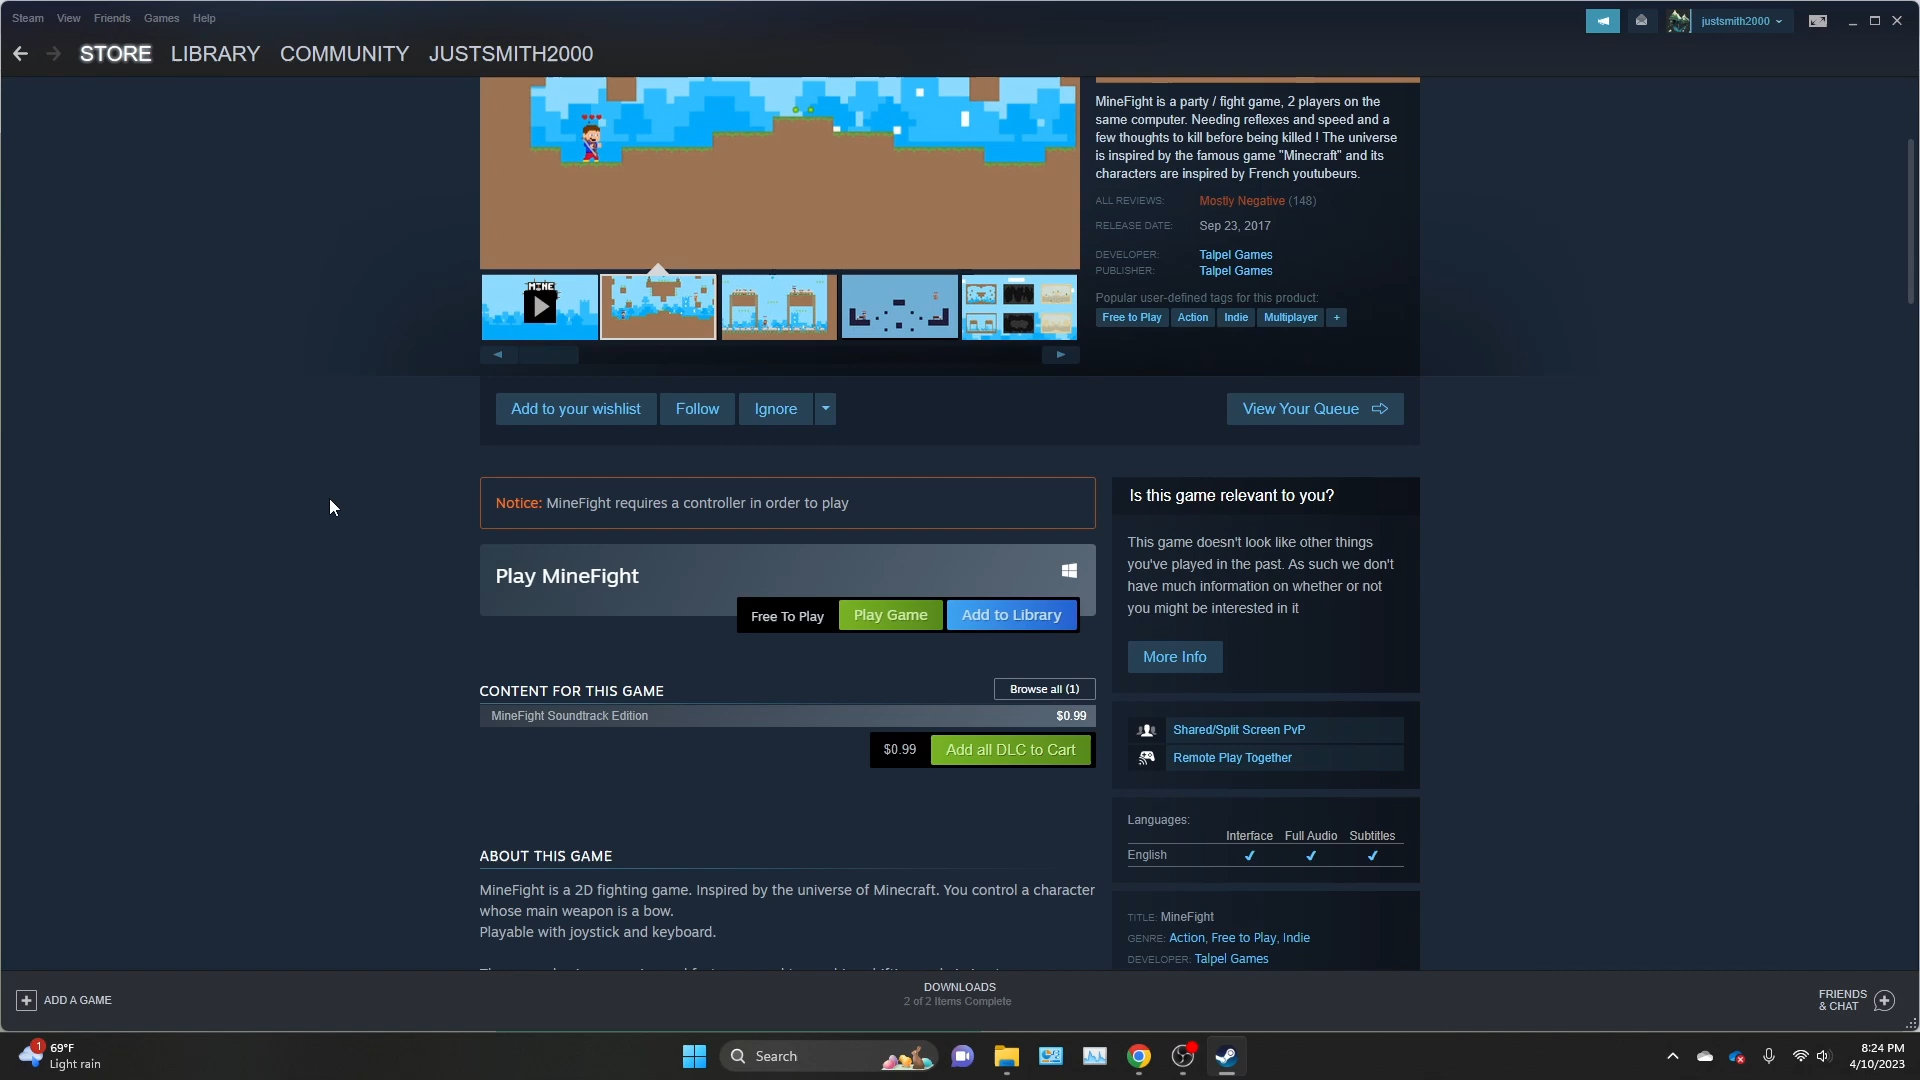 Steam View Friends Games Help
justsmith2000
STORE LIBRARY COMMUNITY JUSTSMITH2000
MineFight is a party / fight game, 2 players on the
same computer. Needing reflexes and speed and a
few thoughts to kill before being killed ! The universe
is inspired by the famous game "Minecraft" and its
characters are inspired by French youtubeurs.
ALL REVIEWS: Mostly Negative (148)
RELEASE DATE: Sep 23, 2017
DEVELOPER: Talpel Games
PUBLISHER: Talpel Games
Popular user-defined tags for this product:
Free to Play Action Indie Multiplayer +
MINE
Add to your wishlist Follow Ignore View Your Queue
Notice: MineFight requires a controller in order to play
Play MineFight
Free To Play Play Game Add to Library
CONTENT FOR THIS GAME Browse all (1)
MineFight Soundtrack Edition $0.99
$0.99 Add all DLC to Cart
ABOUT THIS GAME
MineFight is a 2D fighting game. Inspired by the universe of Minecraft. You control a character
whose main weapon is a bow.
Playable with joystick and keyboard.
Is this game relevant to you?
This game doesn't look like other things
you've played in the past. As such we don't
have much information on whether or not
you might be interested in it
More Info
Shared/Split Screen PvP
Remote Play Together
Languages:
Interface Full Audio Subtitles
English ✔ ✔ ✔
TITLE: MineFight
GENRE: Action, Free to Play, Indie
DEVELOPER: Talpel Games
ADD A GAME
DOWNLOADS
2 of 2 Items Complete
FRIENDS
& CHAT
1
69°F
Light rain
Search
8:24 PM
4/10/2023